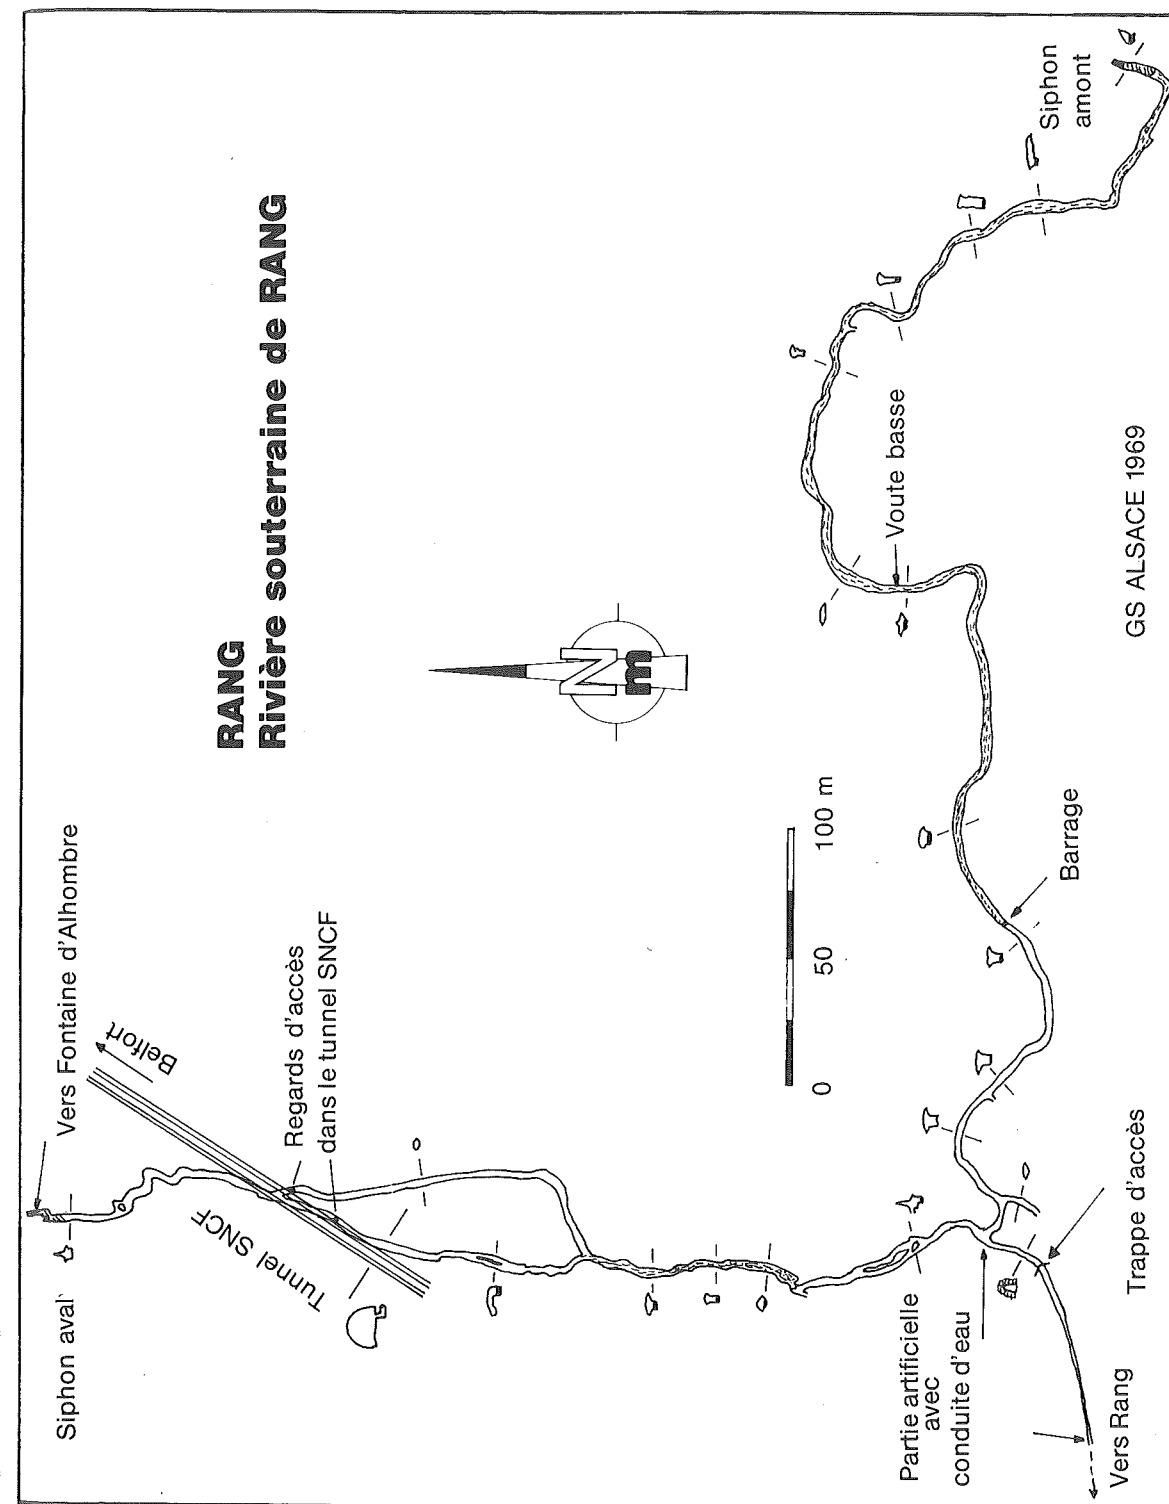 RANG
Rivière souterraine de RANG
Vers Fontaine d'Alhombre
Belfort
Siphon aval
Tunnel SNCF
Regards d'accès
dans le tunnel SNCF
N
m
0
50
100 m
Siphon
amont
Voute basse
Barrage
Partie artificielle
avec
conduite d'eau
Trappe d'accès
Vers Rang
GS ALSACE 1969